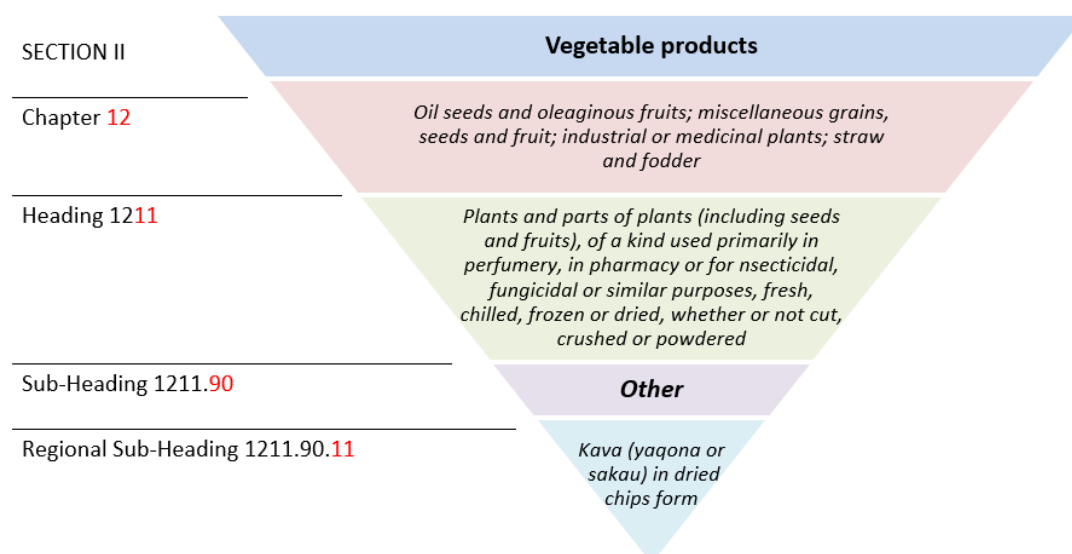 SECTION II
Vegetable products
Chapter 12
Oil seeds and oleaginous fruits; miscellaneous grains,
seeds and fruit; industrial or medicinal plants; straw
and fodder
Heading 1211
Plants and parts of plants (including seeds
and fruits), of a kind used primarily in
perfumery, in pharmacy or for nsecticidal,
fungicidal or similar purposes, fresh,
chilled, frozen or dried, whether or not cut,
crushed or powdered
Sub-Heading 1211.90
Other
Regional Sub-Heading 1211.90.11
Kava (yaqona or
sakau) in dried
chips form